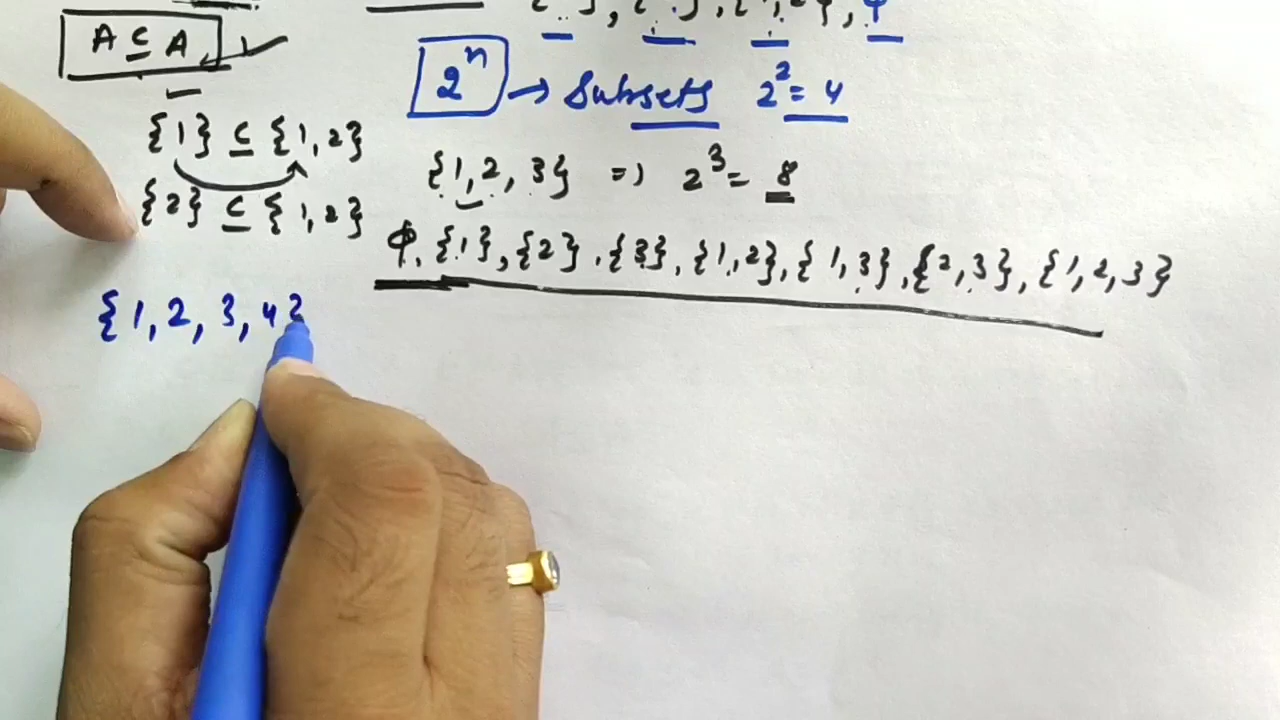 A ⊆ A
2ⁿ → Subsets 2² = 4
{1} ⊆ {1,2}
{1,2,3} ⇒ 2³ = 8
{2} ⊆ {1,2}
Φ, {1}, {2}, {3}, {1,2}, {1,3}, {2,3}, {1,2,3}
{1,2,3,4}